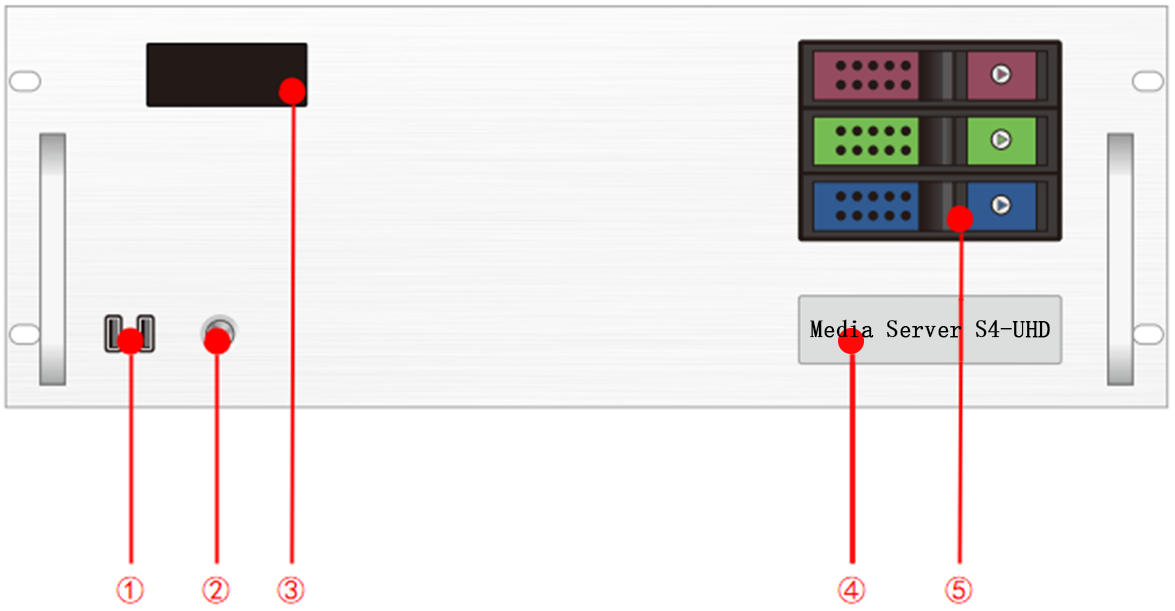 Media Server S4-UHD
① ② ③ ④ ⑤